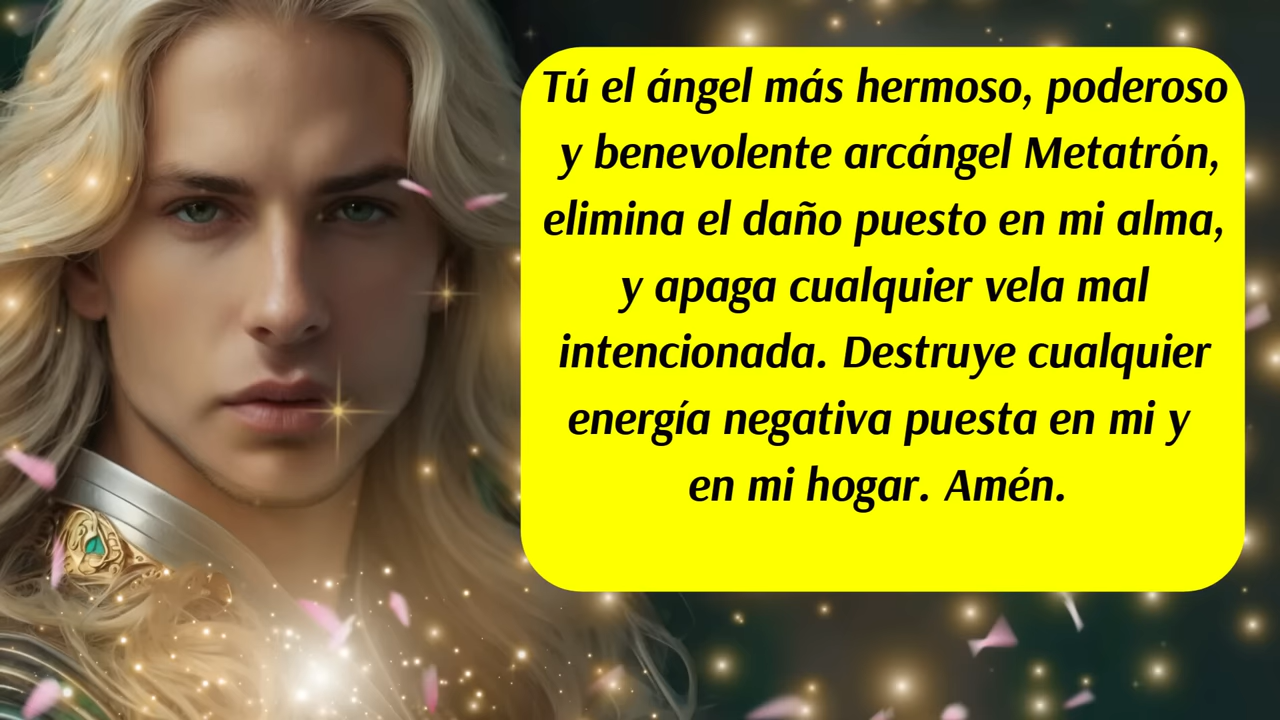 Tú el ángel más hermoso, poderoso
y benevolente arcángel Metatrón,
elimina el daño puesto en mi alma,
y apaga cualquier vela mal
intencionada. Destruye cualquier
energía negativa puesta en mi y
en mi hogar. Amén.